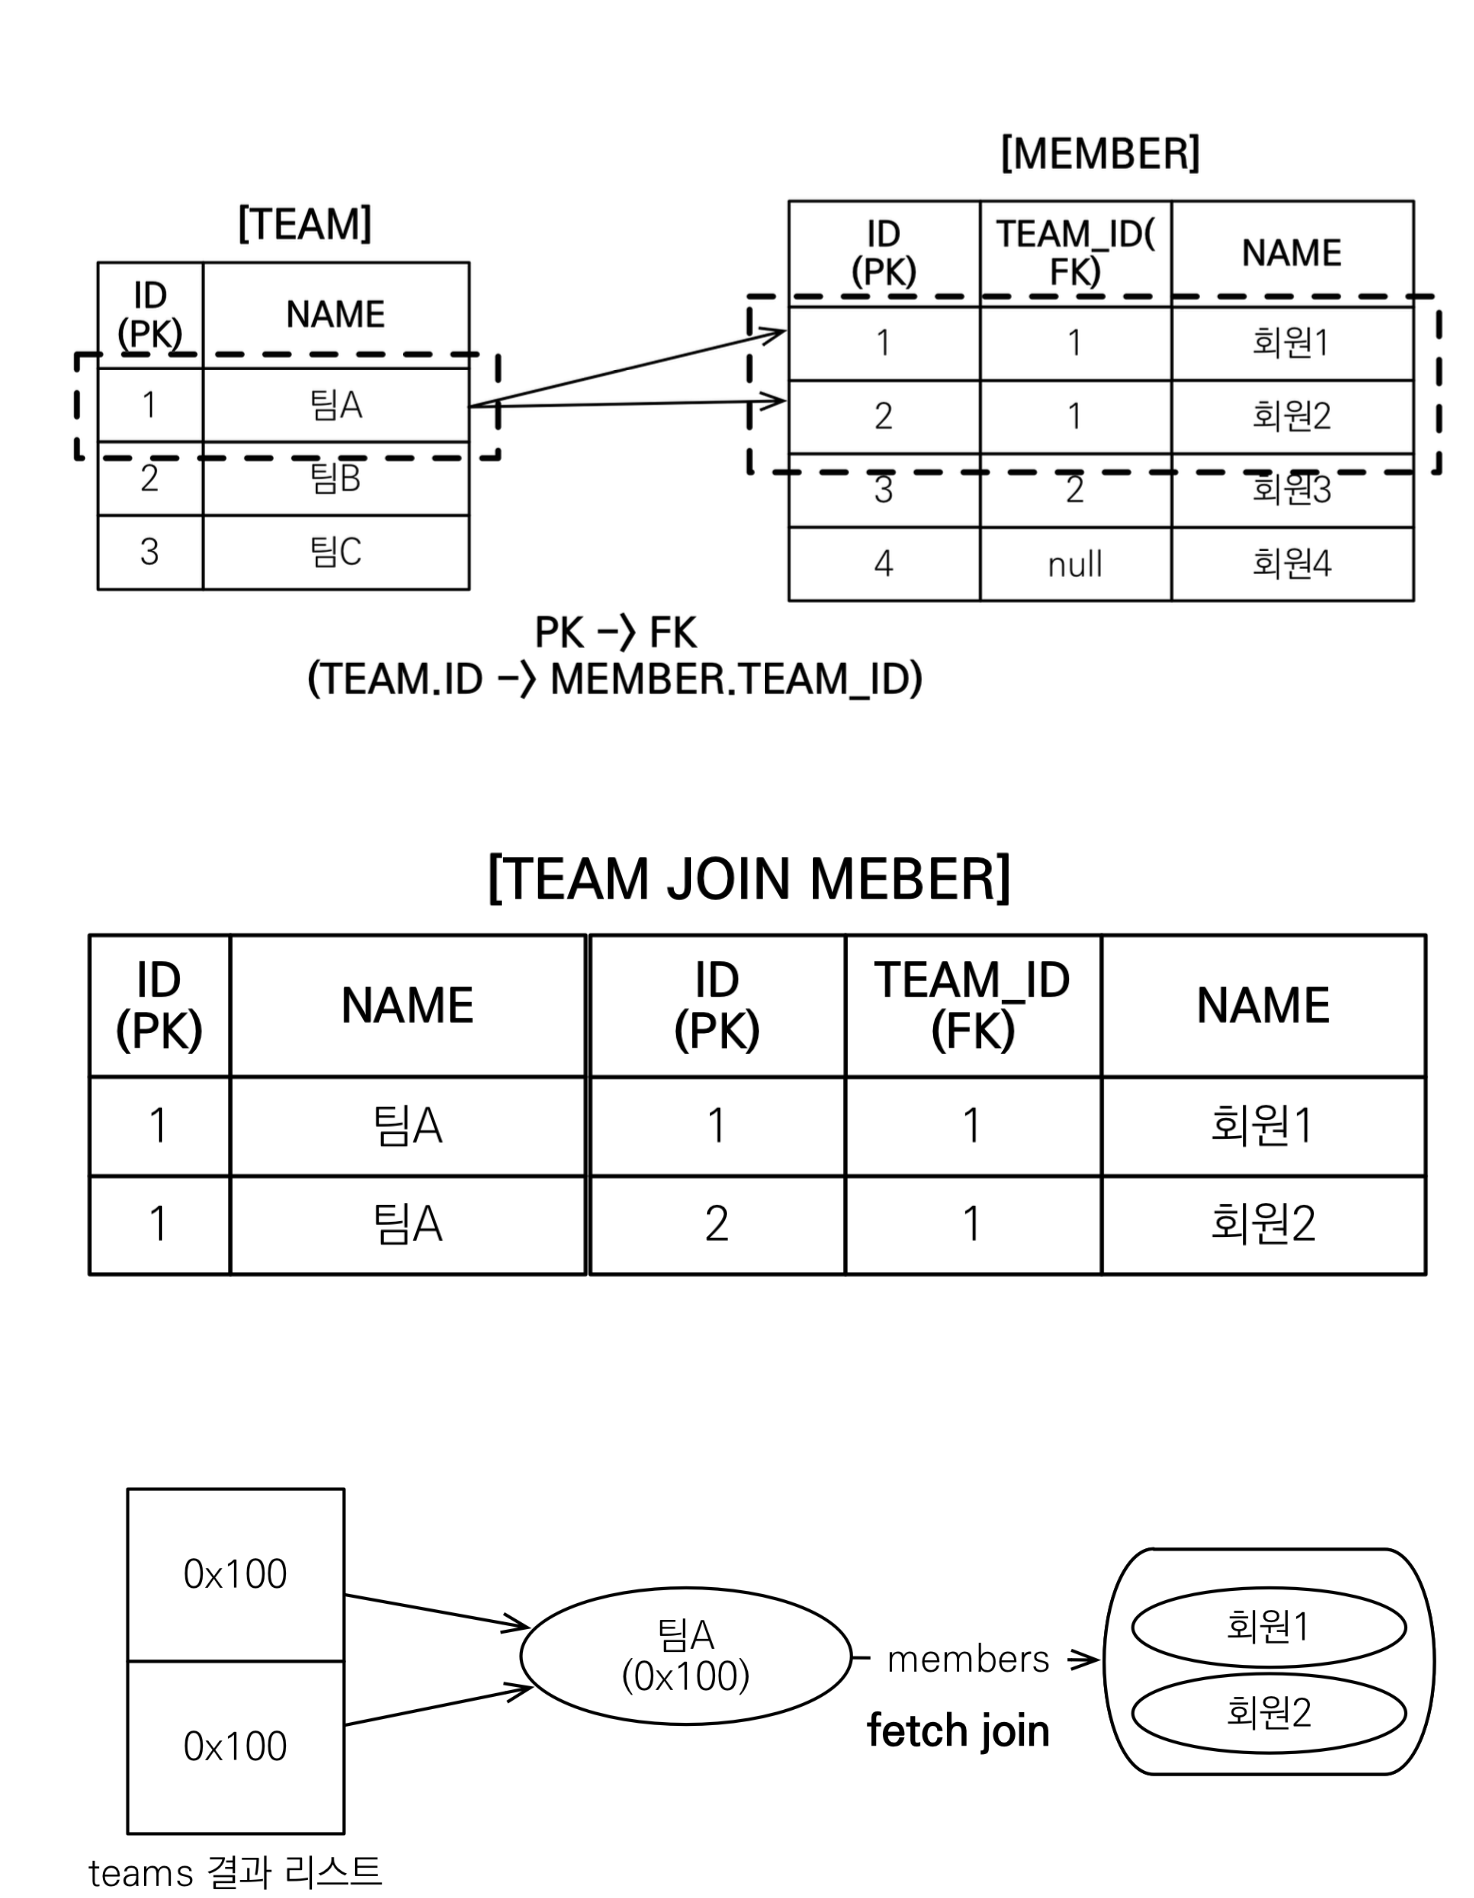 [TEAM]
ID
(PK)
NAME
1
팀A
2
팀B
3
팀C
[MEMBER]
ID
(PK)
TEAM_ID(
FK)
NAME
1
1
회원1
2
1
회원2
3
2
회원3
4
null
회원4
PK -> FK
(TEAM.ID -> MEMBER.TEAM_ID)
[TEAM JOIN MEBER]
ID
(PK)
NAME
ID
(PK)
TEAM_ID
(FK)
NAME
1
팀A
1
1
회원1
1
팀A
2
1
회원2
0x100
0x100
teams 결과 리스트
팀A
(0x100)
members
fetch join
회원1
회원2